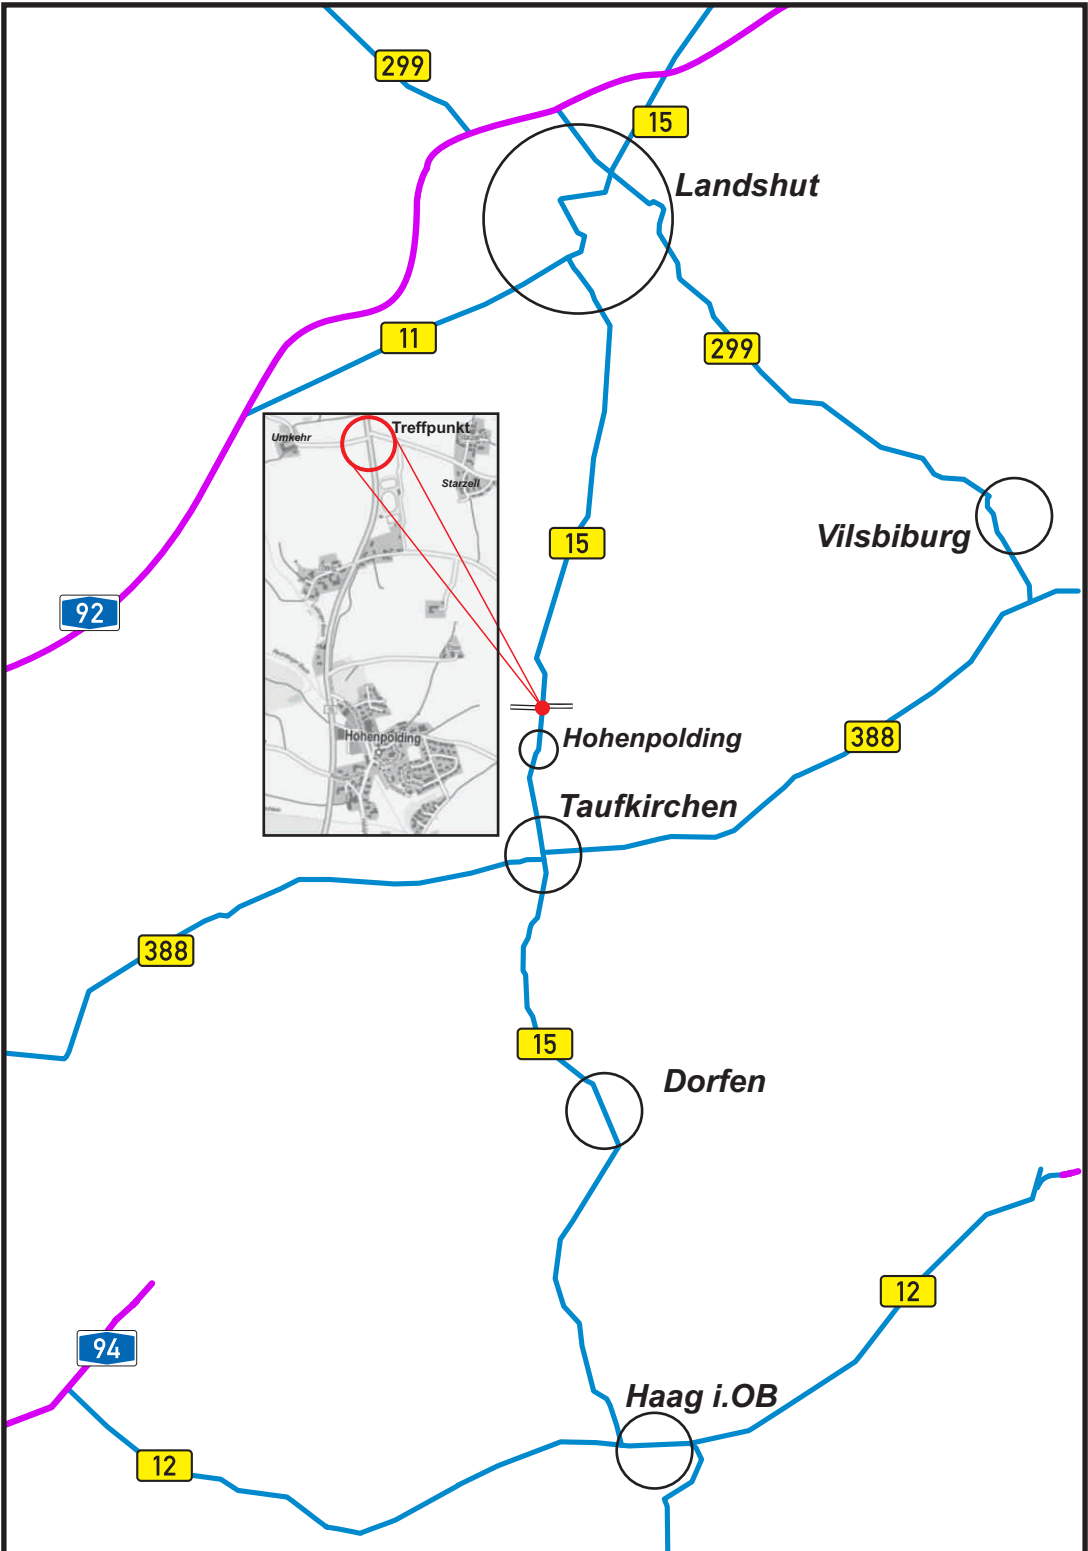 299
15
Landshut
11
299
Treffpunkt
Umkehr
Starzell
15
Vilsbiburg
92
Hohenpolding
388
Hohenpolding
Taufkirchen
388
15
Dorfen
12
94
Haag i.OB
12